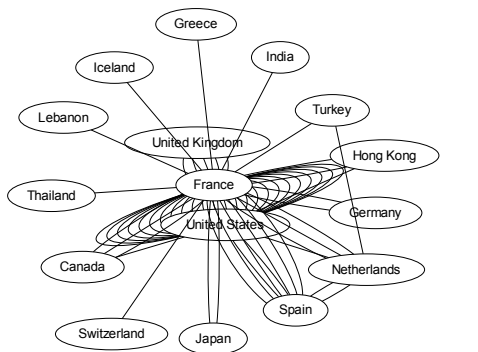 Greece
India
Iceland
Turkey
Lebanon
United Kingdom
Hong Kong
France
Thailand
Germany
United States
Canada
Netherlands
Spain
Switzerland
Japan